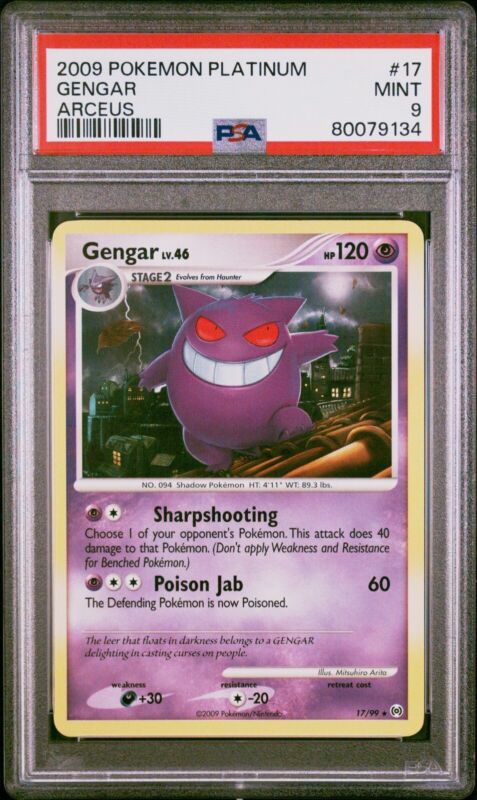 2009 POKEMON PLATINUM #17
GENGAR MINT
ARCEUS 9
PSA 80079134
Gengar LV.46 HP 120
STAGE2 Evolves from Haunter
NO. 094 Shadow Pokémon HT: 4'11" WT: 89.3 lbs.
Sharpshooting
Choose 1 of your opponent's Pokémon. This attack does 40
damage to that Pokémon. (Don't apply Weakness and Resistance
for Benched Pokémon.)
Poison Jab 60
The Defending Pokémon is now Poisoned.
The leer that floats in darkness belongs to a GENGAR
delighting in casting curses on people.
Illus. Mitsuhiro Arita
weakness resistance retreat cost
+30 -20
©2009 Pokémon/Nintendo 17/99 ★
PSA